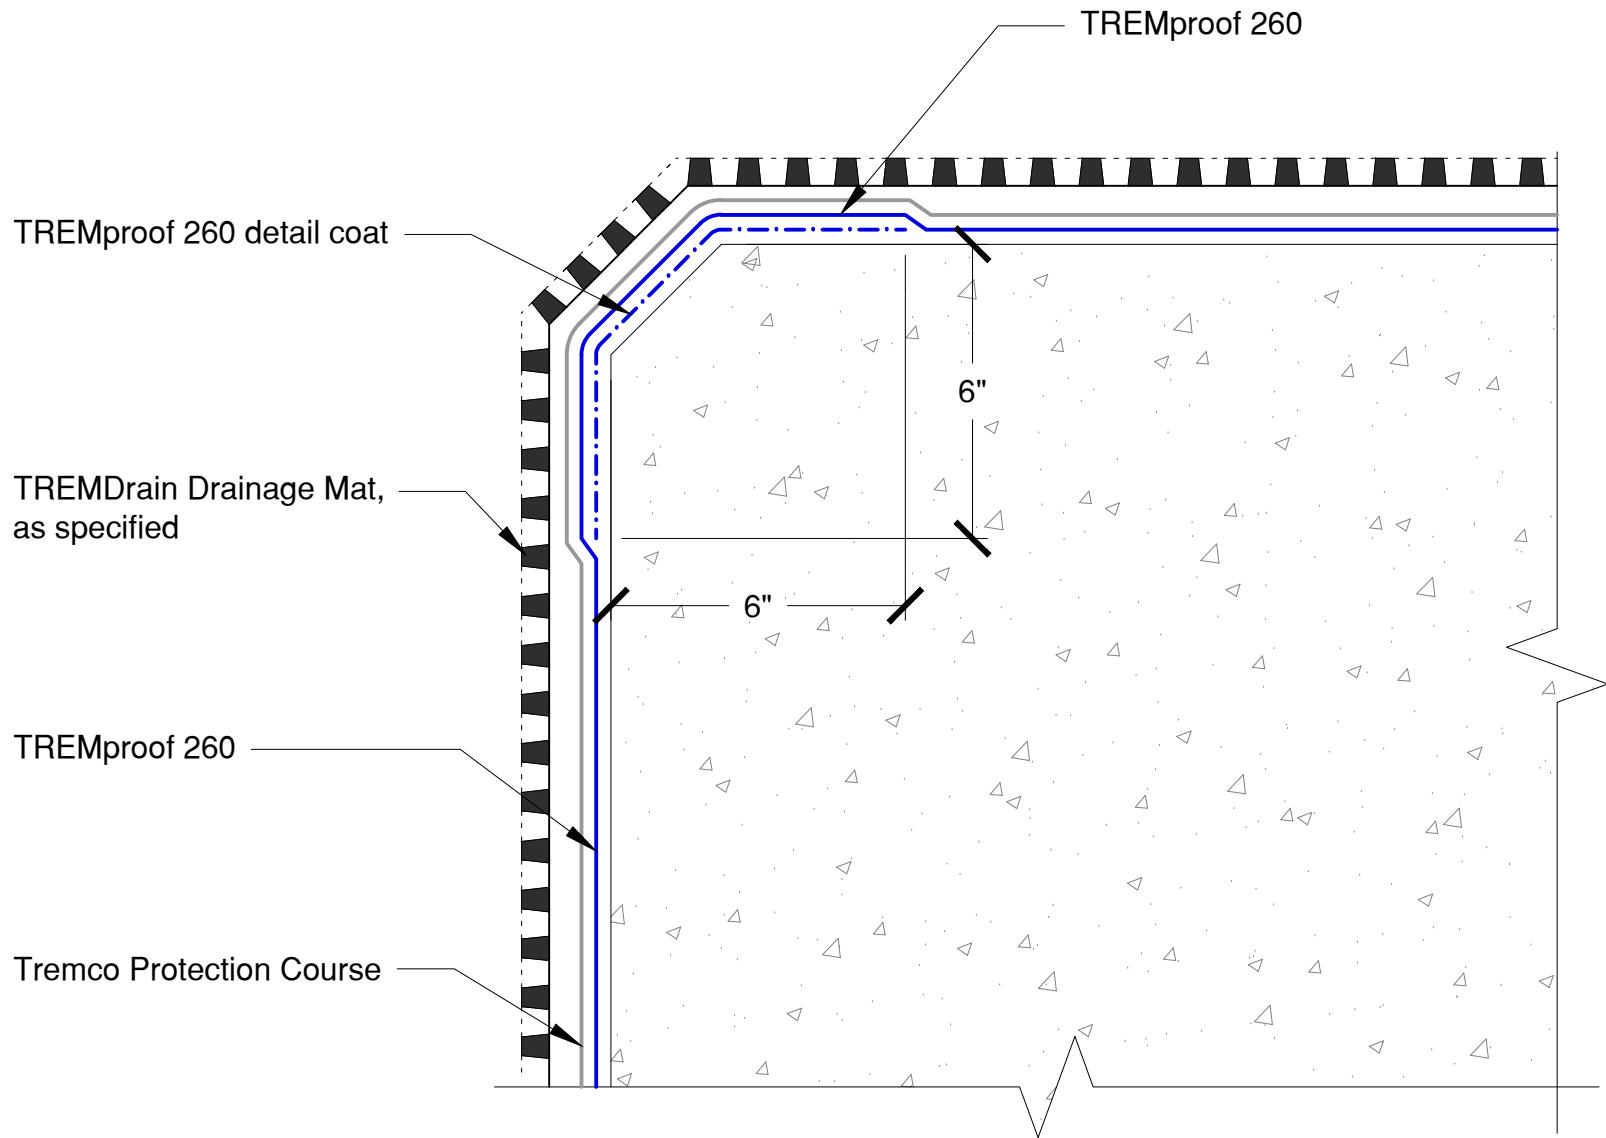 TREMproof 260
TREMproof 260 detail coat
6"
TREMDrain Drainage Mat,
as specified
6"
TREMproof 260
Tremco Protection Course